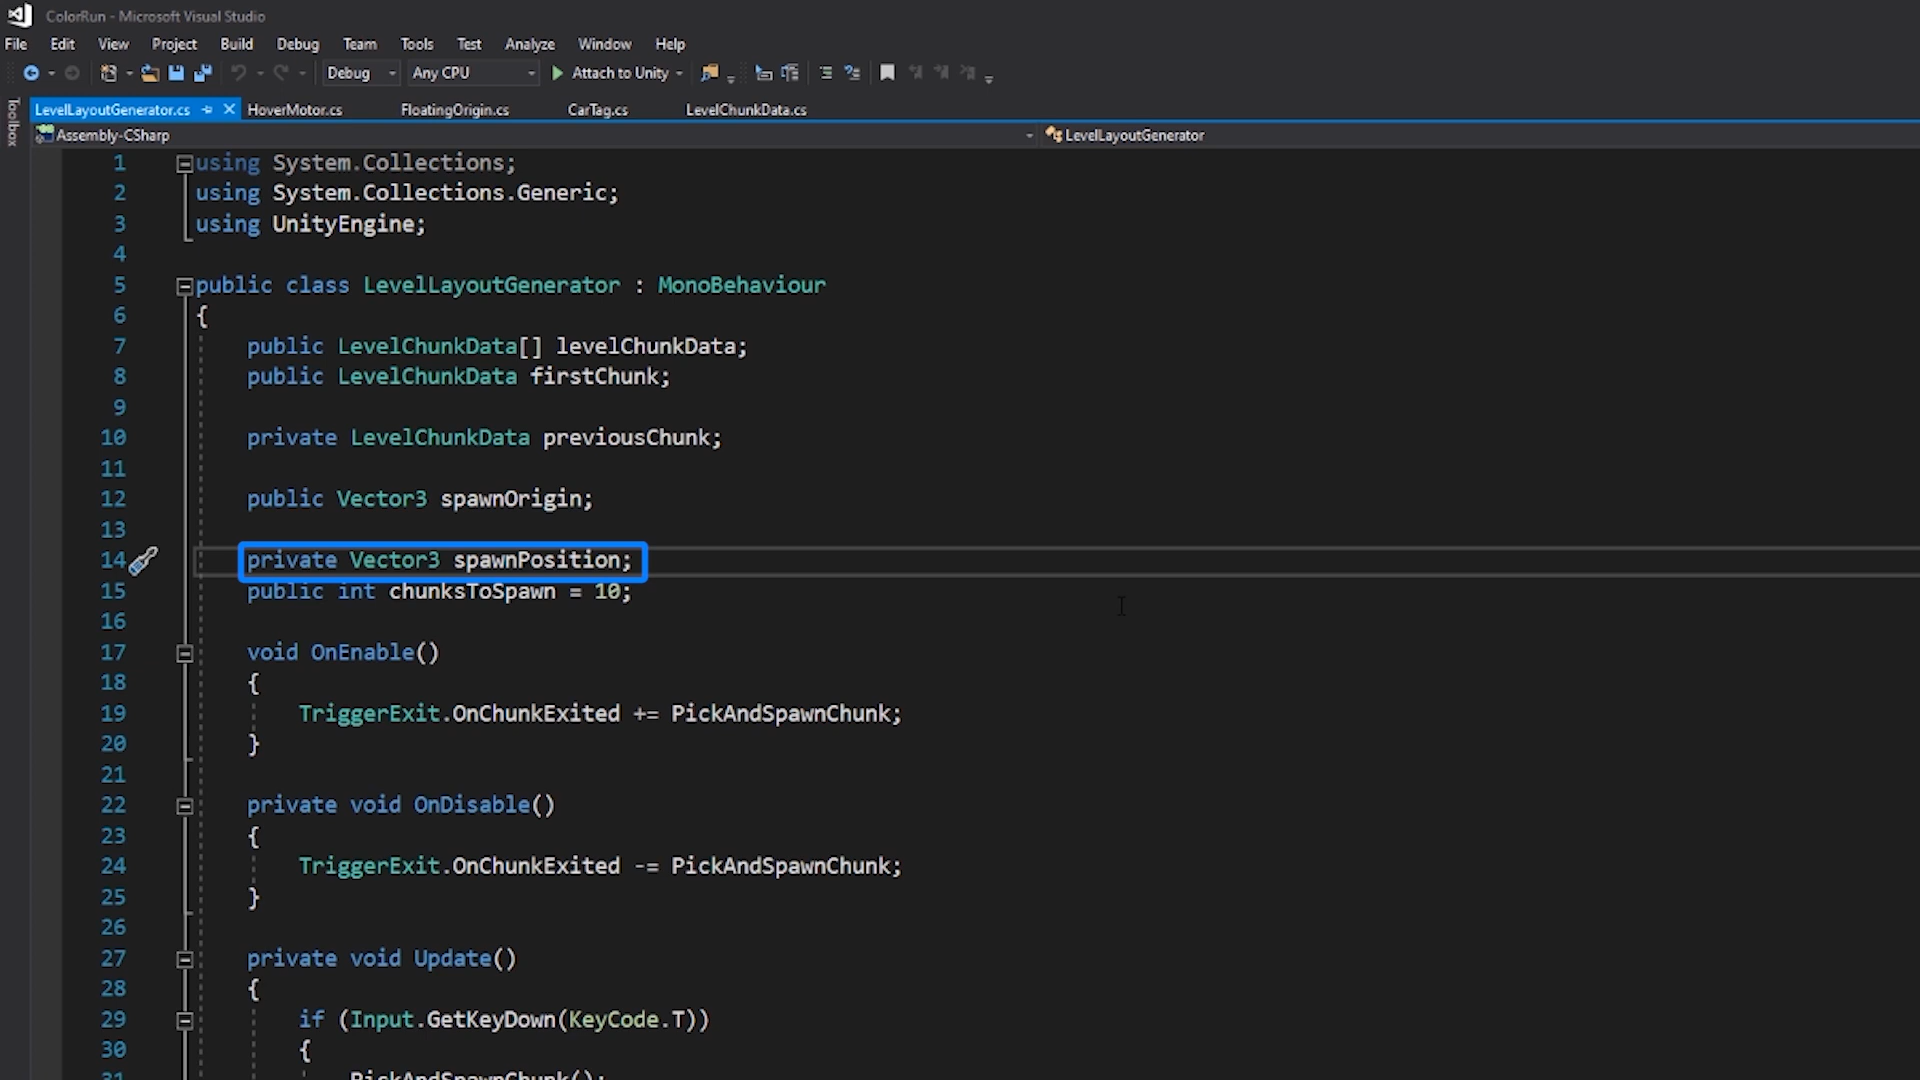 ColorRun - Microsoft Visual Studio
File Edit View Project Build Debug Team Tools Test Analyze Window Help
Debug Any CPU Attach to Unity
Toolbox
LevelLayoutGenerator.cs HoverMotor.cs FloatingOrigin.cs CarTag.cs LevelChunkData.cs
Assembly-CSharp LevelLayoutGenerator
1 using System.Collections;
2 using System.Collections.Generic;
3 using UnityEngine;
4
5 public class LevelLayoutGenerator : MonoBehaviour
6 {
7 public LevelChunkData[] levelChunkData;
8 public LevelChunkData firstChunk;
9
10 private LevelChunkData previousChunk;
11
12 public Vector3 spawnOrigin;
13
14 private Vector3 spawnPosition;
15 public int chunksToSpawn = 10;
16
17 void OnEnable()
18 {
19 TriggerExit.OnChunkExited += PickAndSpawnChunk;
20 }
21
22 private void OnDisable()
23 {
24 TriggerExit.OnChunkExited -= PickAndSpawnChunk;
25 }
26
27 private void Update()
28 {
29 if (Input.GetKeyDown(KeyCode.T))
30 {
31 PickAndSpawnChunk();